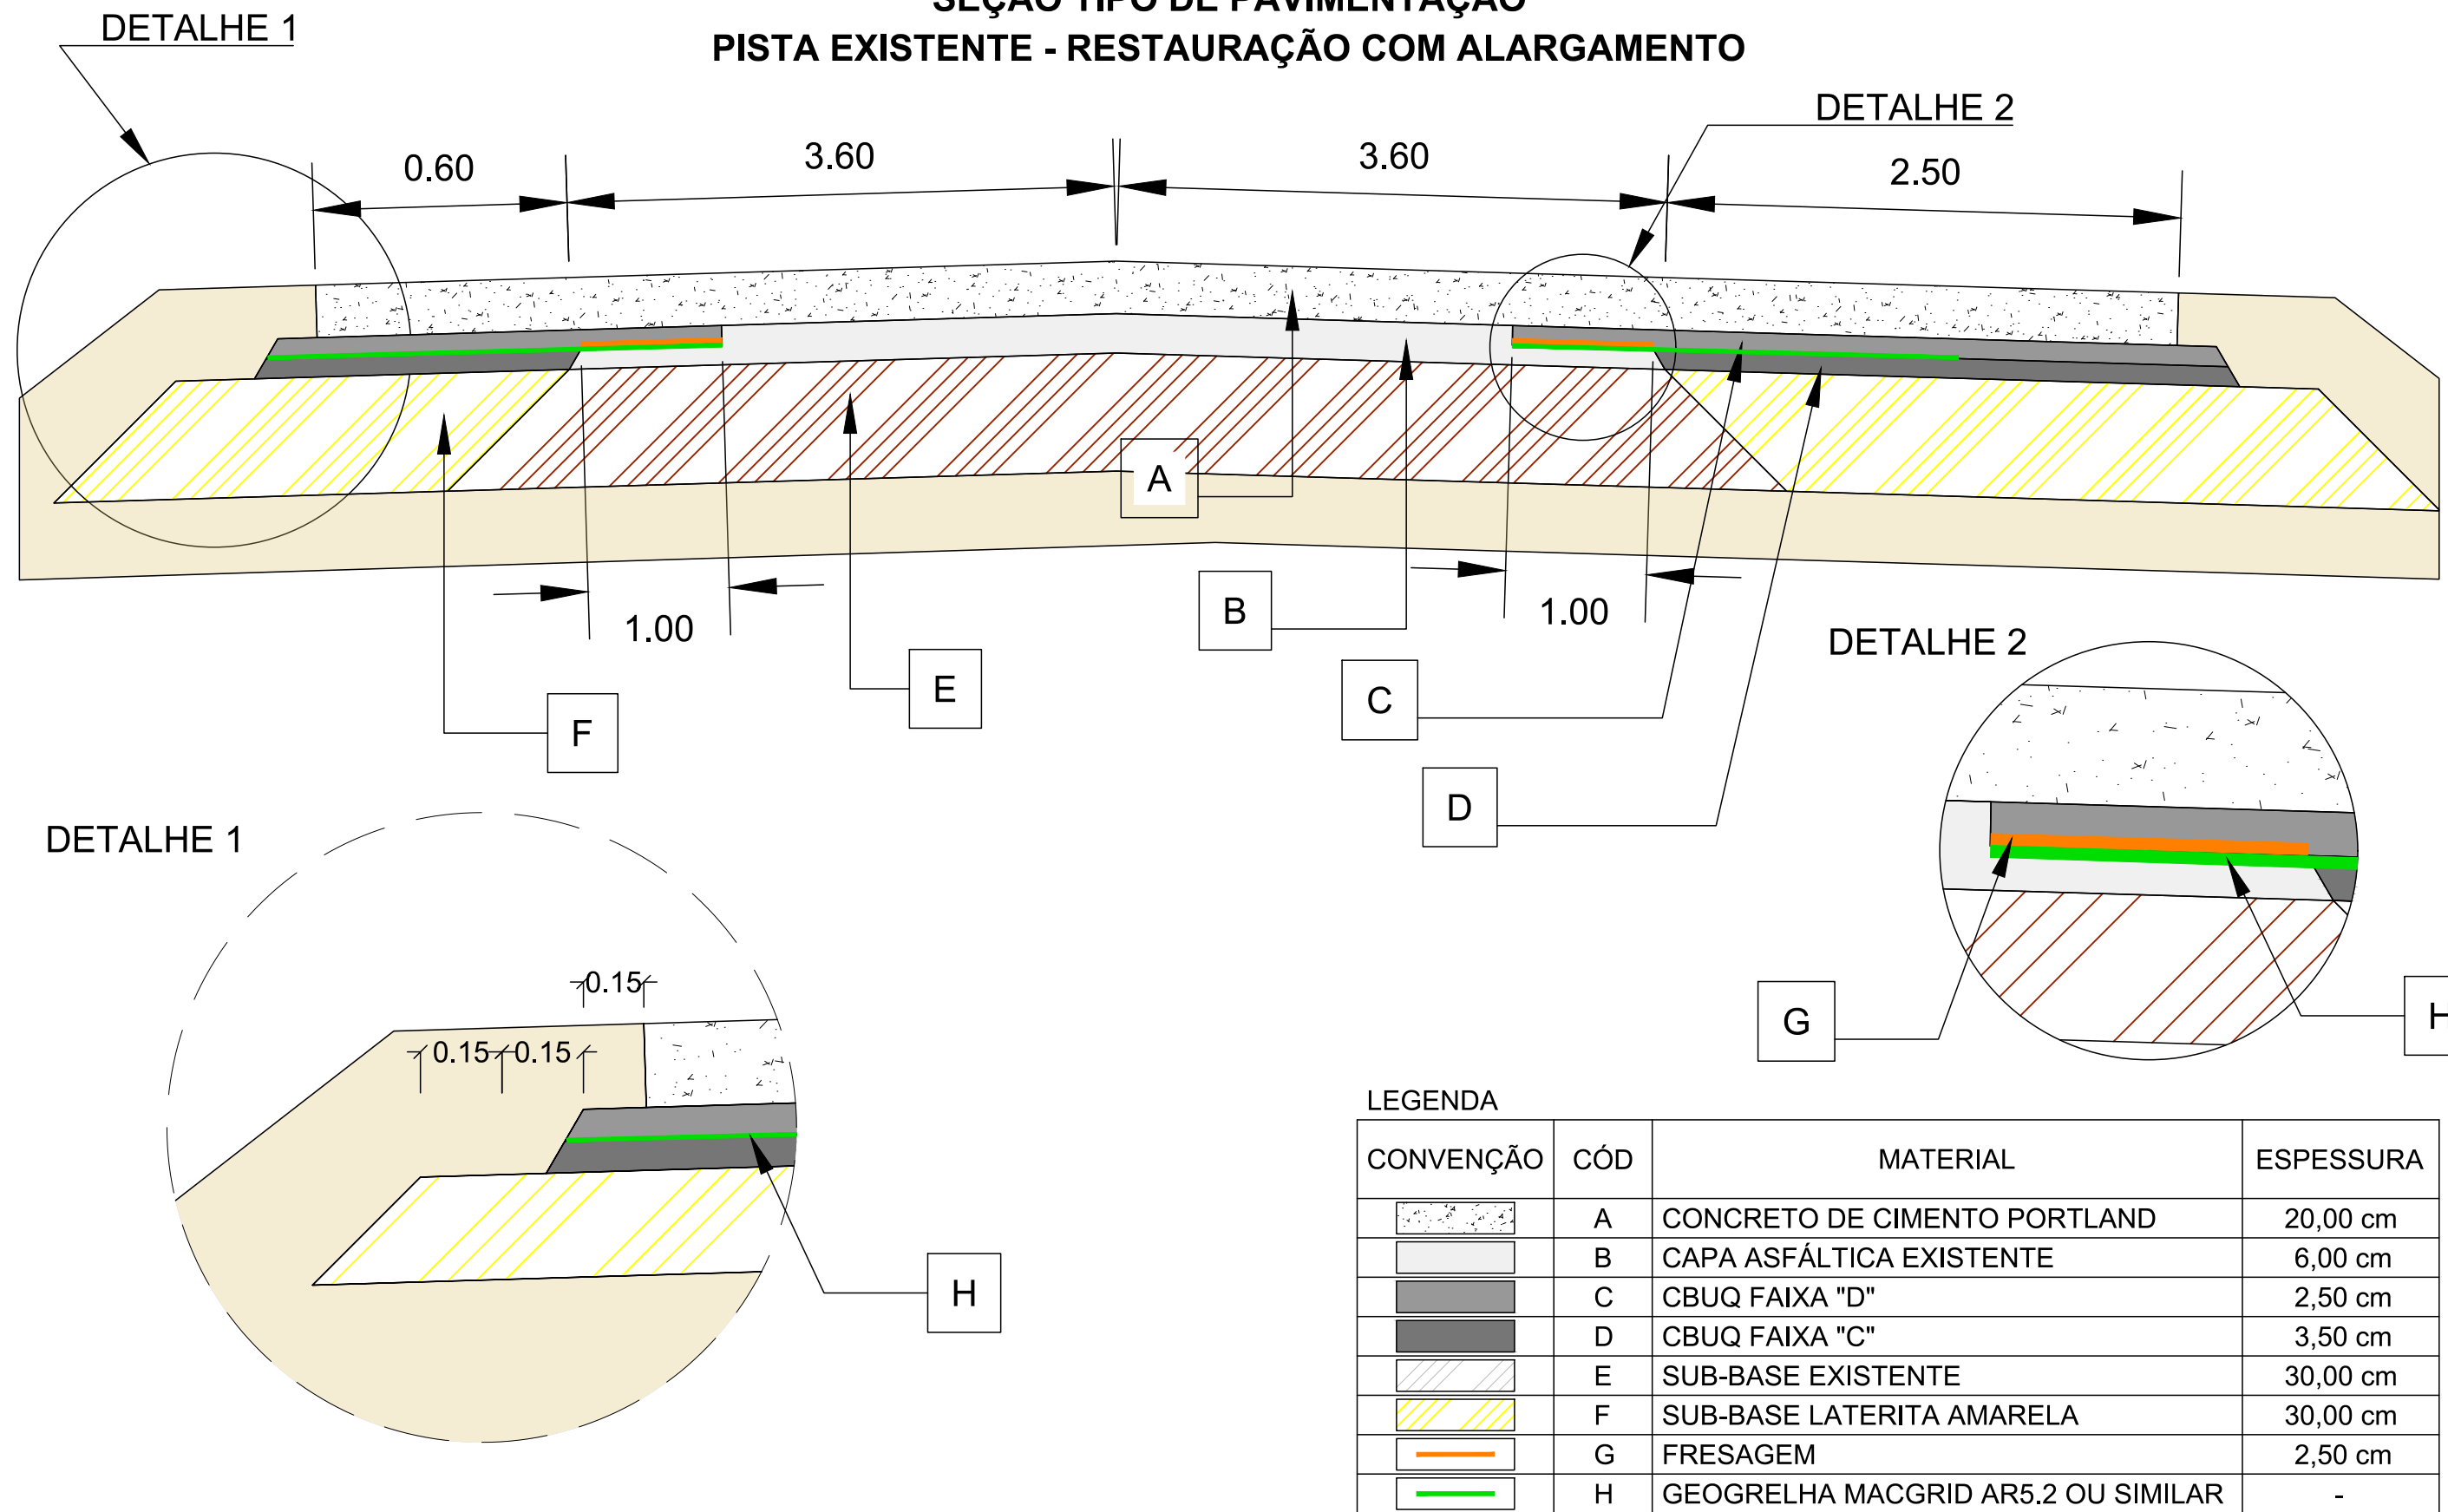 SEÇÃO TIPO DE PAVIMENTAÇÃO
PISTA EXISTENTE - RESTAURAÇÃO COM ALARGAMENTO
DETALHE 1
DETALHE 2
0.60
3.60
3.60
2.50
A
B
1.00
1.00
C
D
E
F
DETALHE 2
G
H
DETALHE 1
0.15
0.15
0.15
H
LEGENDA
CONVENÇÃO CÓD MATERIAL ESPESSURA
A CONCRETO DE CIMENTO PORTLAND 20,00 cm
B CAPA ASFÁLTICA EXISTENTE 6,00 cm
C CBUQ FAIXA "D" 2,50 cm
D CBUQ FAIXA "C" 3,50 cm
E SUB-BASE EXISTENTE 30,00 cm
F SUB-BASE LATERITA AMARELA 30,00 cm
G FRESAGEM 2,50 cm
H GEOGRELHA MACGRID AR5.2 OU SIMILAR -